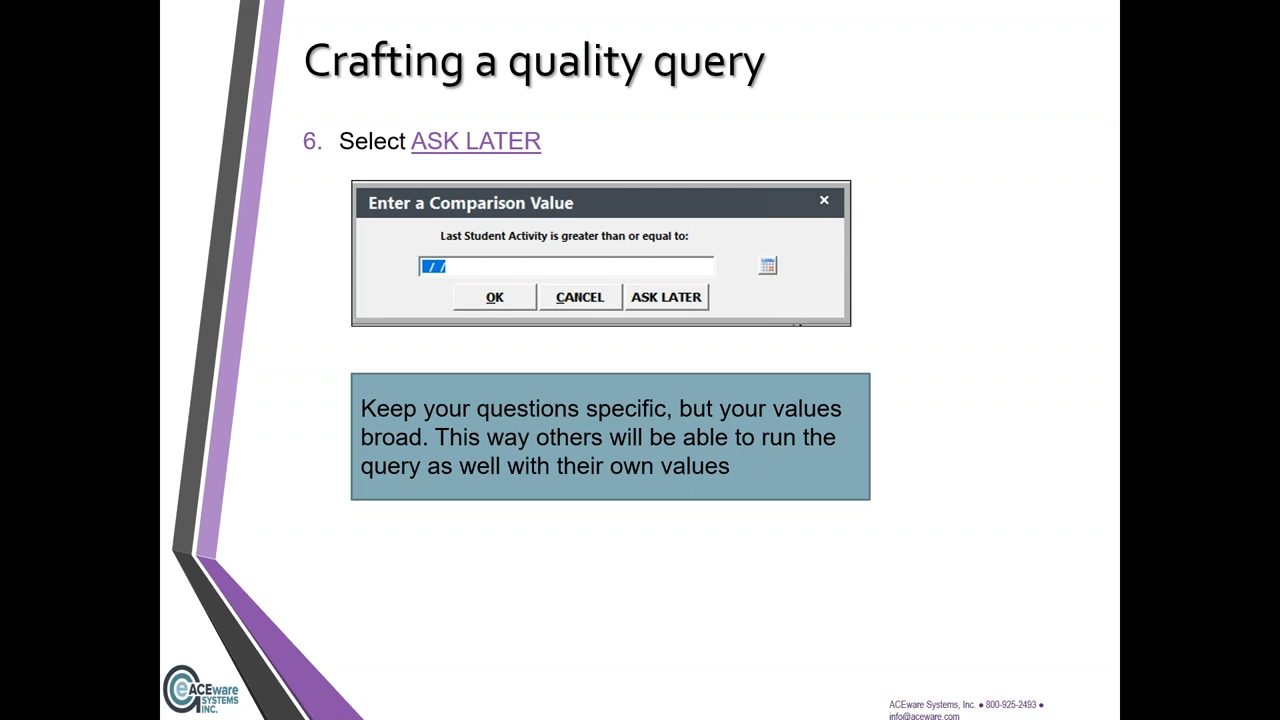 Crafting a quality query
6. Select ASK LATER
Enter a Comparison Value
Last Student Activity is greater than or equal to:
/ /
OK CANCEL ASK LATER
Keep your questions specific, but your values
broad. This way others will be able to run the
query as well with their own values
ACEware
SYSTEMS
INC.
ACEware Systems, Inc. ● 800-925-2493 ●
info@aceware.com